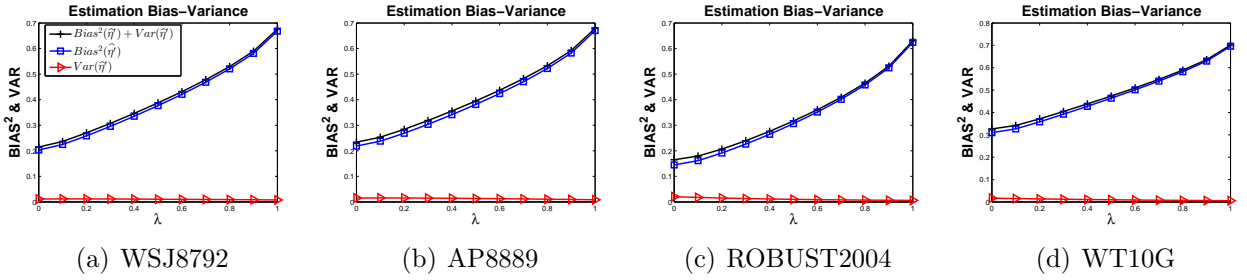 Estimation Bias−Variance
BIAS² & VAR
0.7
0.6
0.5
0.4
0.3
0.2
0.1
0
Bias²(η̂′) + Var(η̂′)
Bias²(η̂′)
Var(η̂′)
0 0.2 0.4 0.6 0.8 1
λ
(a) WSJ8792
Estimation Bias−Variance
BIAS² & VAR
0.7
0.6
0.5
0.4
0.3
0.2
0.1
0
0 0.2 0.4 0.6 0.8 1
λ
(b) AP8889
Estimation Bias−Variance
BIAS² & VAR
0.7
0.6
0.5
0.4
0.3
0.2
0.1
0
0 0.2 0.4 0.6 0.8 1
λ
(c) ROBUST2004
Estimation Bias−Variance
BIAS² & VAR
0.8
0.7
0.6
0.5
0.4
0.3
0.2
0.1
0
0 0.2 0.4 0.6 0.8 1
λ
(d) WT10G